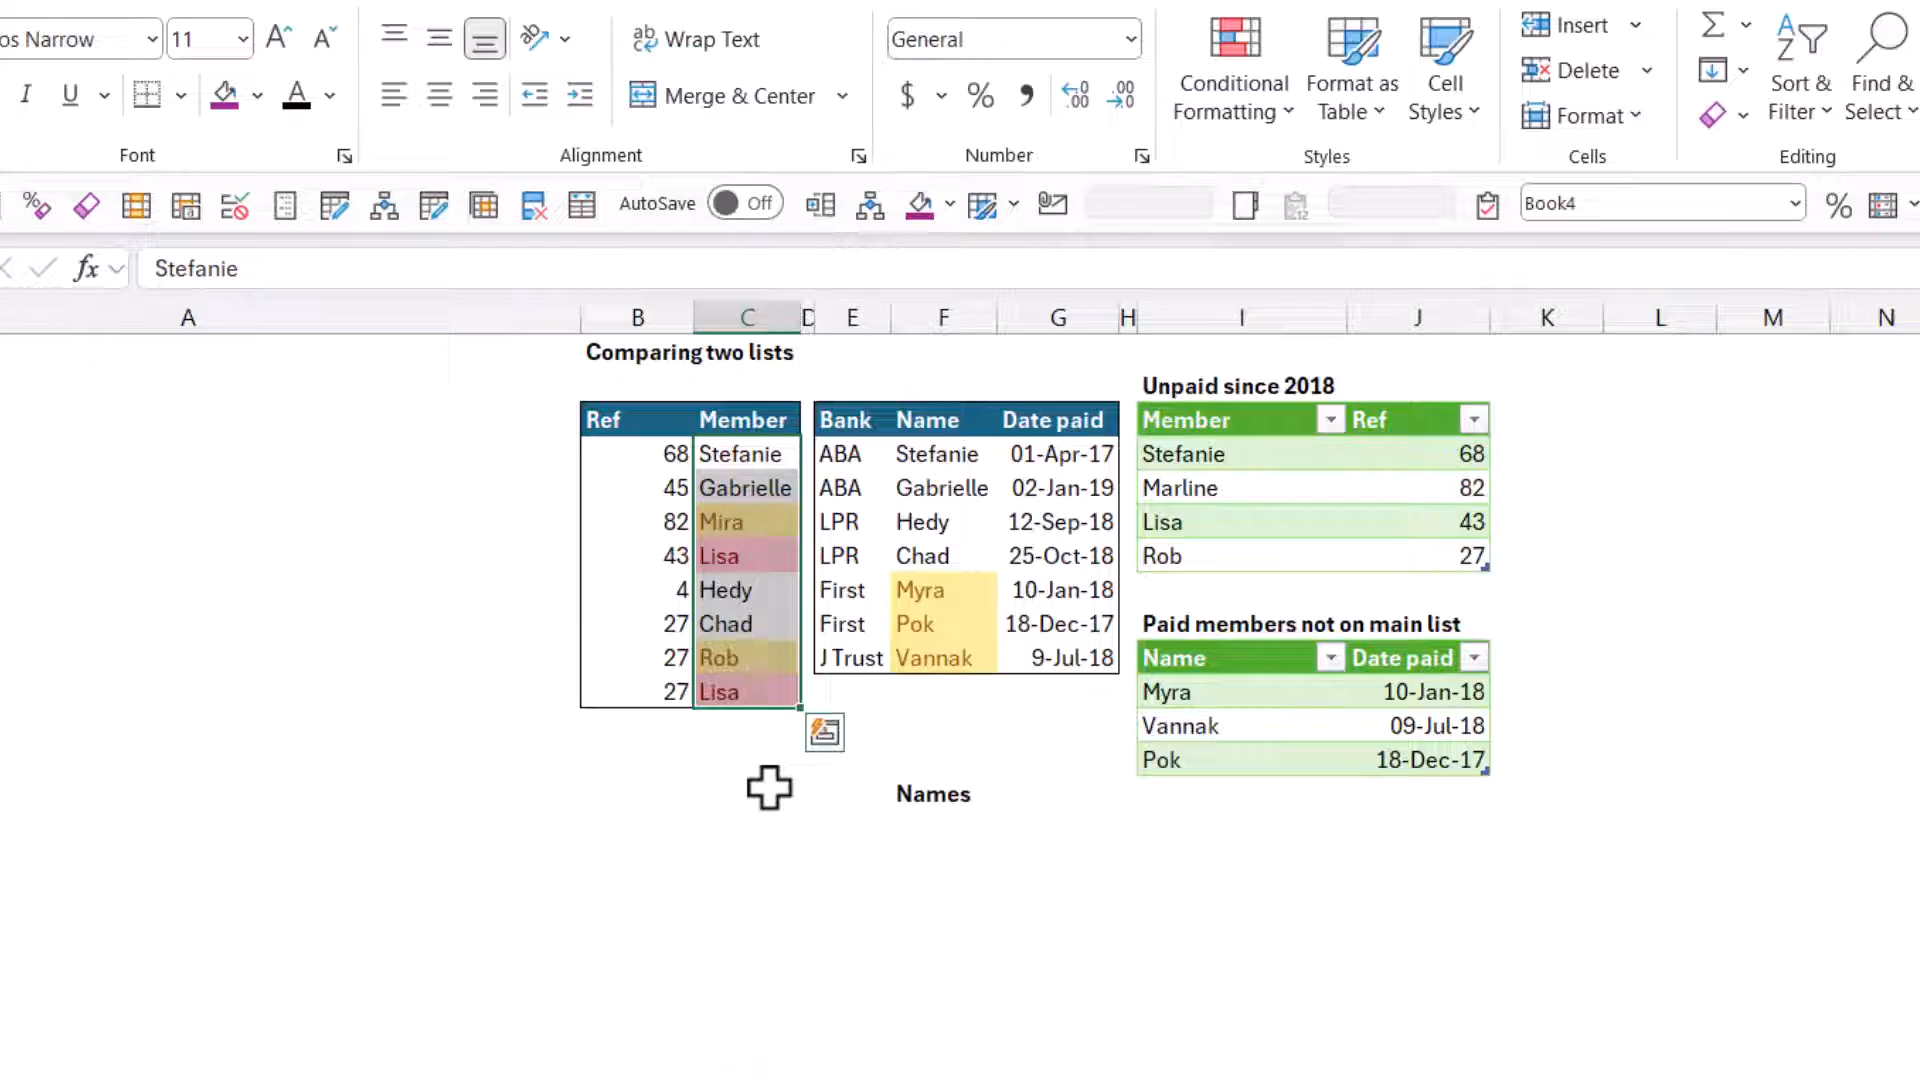 os Narrow 11 Wrap Text General Insert
Delete
I U Merge & Center $ % , .00 .00 Conditional Formatting Format as Table Cell Styles Format Sort & Filter Find & Select
Font Alignment Number Styles Cells Editing
% AutoSave Off Book4 %
fx Stefanie
A B C D E F G H I J K L M N
Comparing two lists
Unpaid since 2018
Ref Member Bank Name Date paid Member Ref
68 Stefanie ABA Stefanie 01-Apr-17 Stefanie 68
45 Gabrielle ABA Gabrielle 02-Jan-19 Marline 82
82 Mira LPR Hedy 12-Sep-18 Lisa 43
43 Lisa LPR Chad 25-Oct-18 Rob 27
4 Hedy First Myra 10-Jan-18
27 Chad First Pok 18-Dec-17 Paid members not on main list
27 Rob J Trust Vannak 9-Jul-18 Name Date paid
27 Lisa Myra 10-Jan-18
Vannak 09-Jul-18
Pok 18-Dec-17
Names